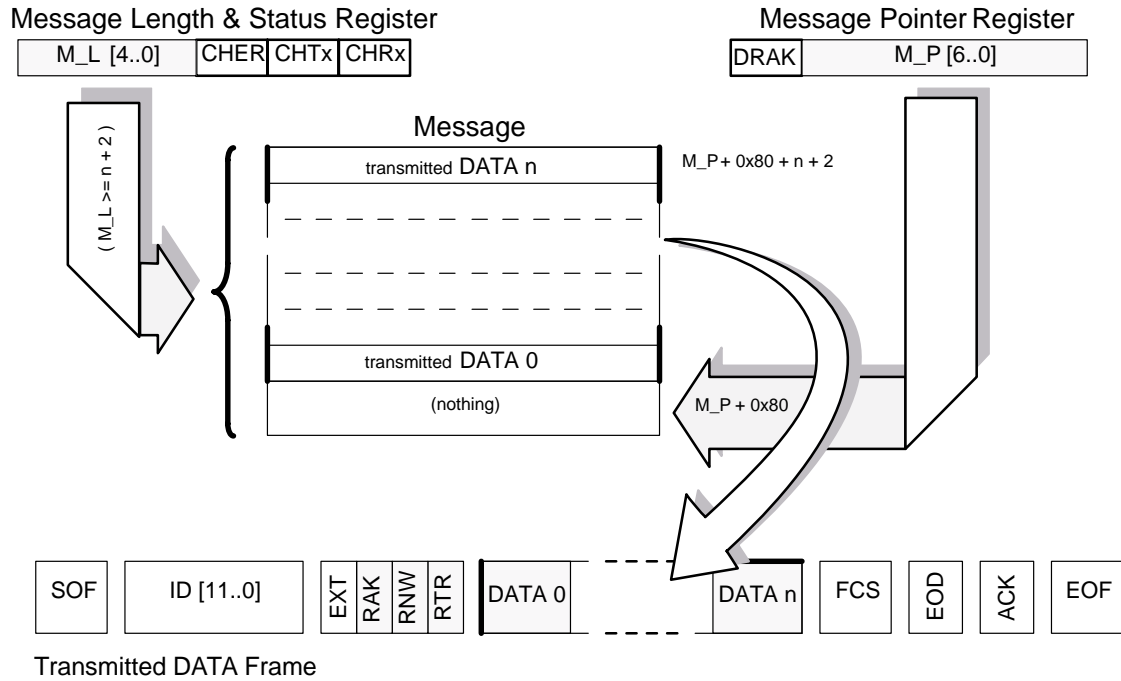 Message Length & Status Register
Message Pointer Register
M_L [4..0] CHER CHTx CHRx
DRAK M_P [6..0]
( M_L >= n + 2 )
Message
transmitted DATA n
M_P + 0x80 + n + 2
transmitted DATA 0
(nothing)
M_P + 0x80
SOF ID [11..0] EXT RAK RNW RTR DATA 0 DATA n FCS EOD ACK EOF
Transmitted DATA Frame